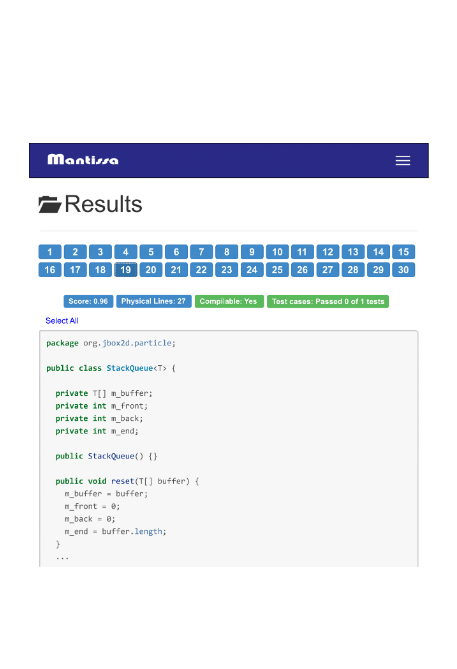 Mantissa
Results
1 2 3 4 5 6 7 8 9 10 11 12 13 14 15
16 17 18 19 20 21 22 23 24 25 26 27 28 29 30
Score: 0.96 Physical Lines: 27 Compilable: Yes Test cases: Passed 0 of 1 tests
Select All
package org.jbox2d.particle;
public class StackQueue<T> {
private T[] m_buffer;
private int m_front;
private int m_back;
private int m_end;
public StackQueue() {}
public void reset(T[] buffer) {
m_buffer = buffer;
m_front = 0;
m_back = 0;
m_end = buffer.length;
}
...